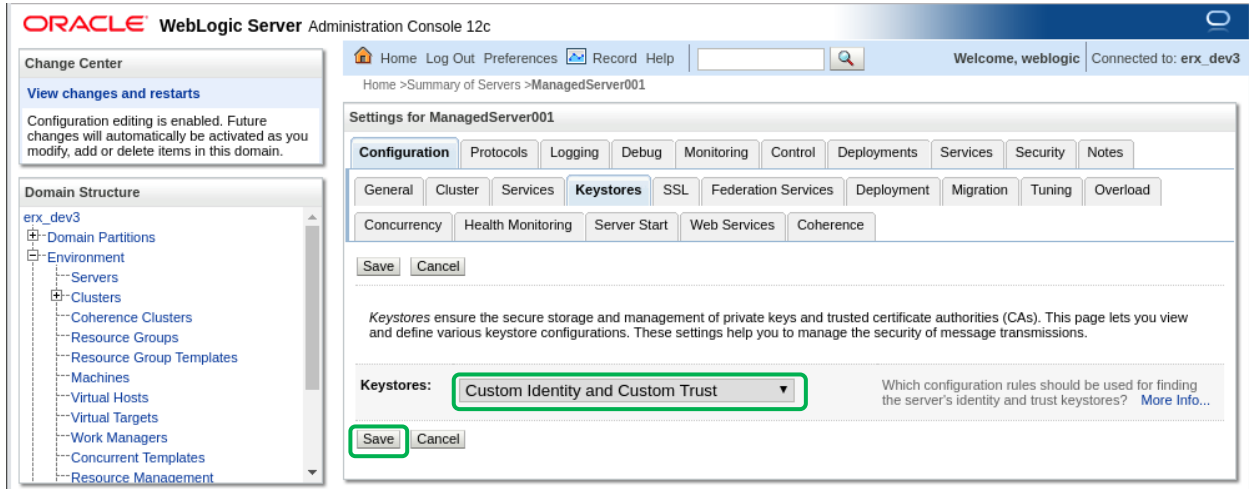 ORACLE WebLogic Server Administration Console 12c
Change Center
View changes and restarts
Configuration editing is enabled. Future
changes will automatically be activated as you
modify, add or delete items in this domain.
Domain Structure
erx_dev3
Domain Partitions
Environment
Servers
Clusters
Coherence Clusters
Resource Groups
Resource Group Templates
Machines
Virtual Hosts
Virtual Targets
Work Managers
Concurrent Templates
Resource Management
Home Log Out Preferences Record Help
Welcome, weblogic Connected to: erx_dev3
Home >Summary of Servers >ManagedServer001
Settings for ManagedServer001
Configuration Protocols Logging Debug Monitoring Control Deployments Services Security Notes
General Cluster Services Keystores SSL Federation Services Deployment Migration Tuning Overload
Concurrency Health Monitoring Server Start Web Services Coherence
Save Cancel
Keystores ensure the secure storage and management of private keys and trusted certificate authorities (CAs). This page lets you view
and define various keystore configurations. These settings help you to manage the security of message transmissions.
Keystores: Custom Identity and Custom Trust
Which configuration rules should be used for finding
the server's identity and trust keystores? More Info...
Save Cancel